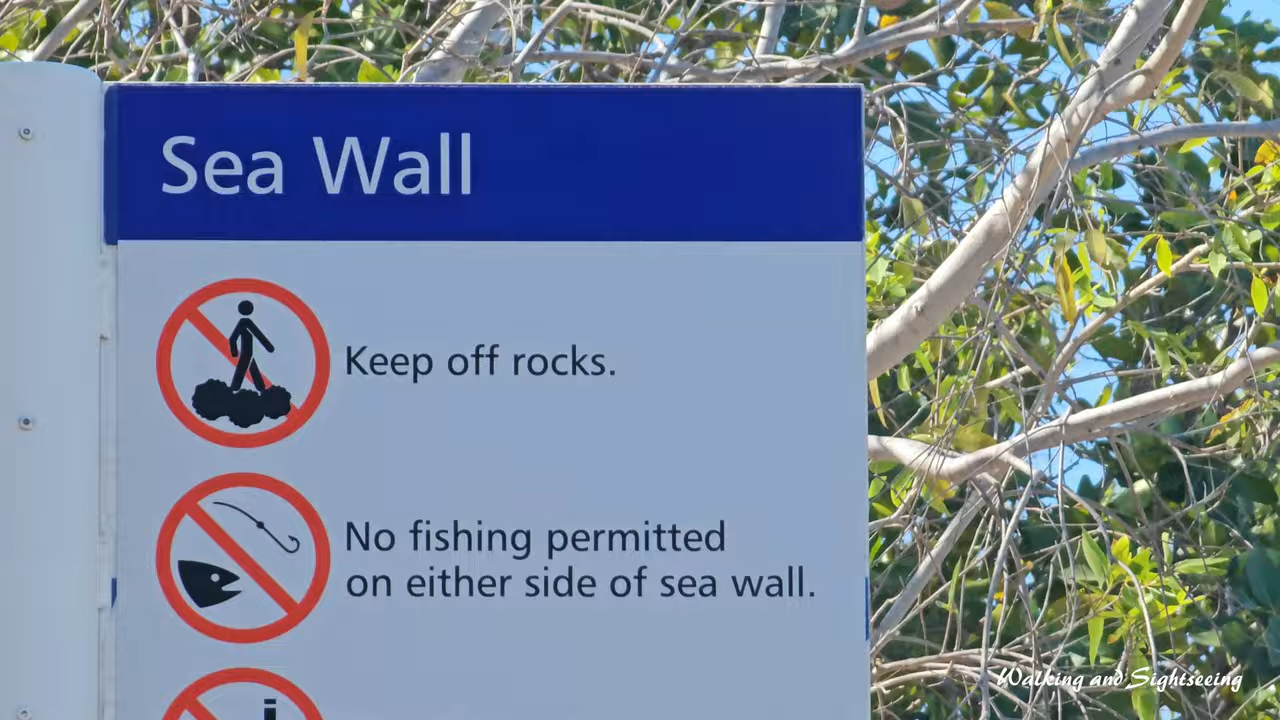 Sea Wall
Keep off rocks.
No fishing permitted
on either side of sea wall.
Walking and Sightseeing